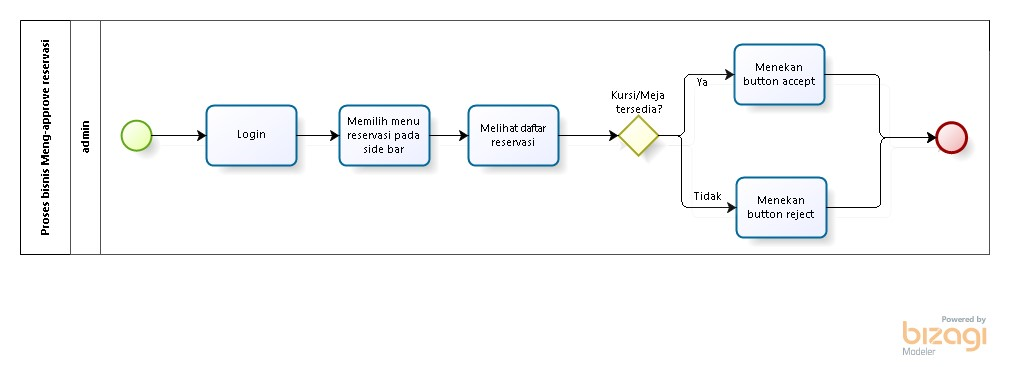 Proses bisnis Meng-approve reservasi
admin
Login
Memilih menu
reservasi pada
side bar
Melihat daftar
reservasi
Kursi/Meja
tersedia?
Ya
Menekan
button accept
Tidak
Menekan
button reject
Powered by
bizagi
Modeler